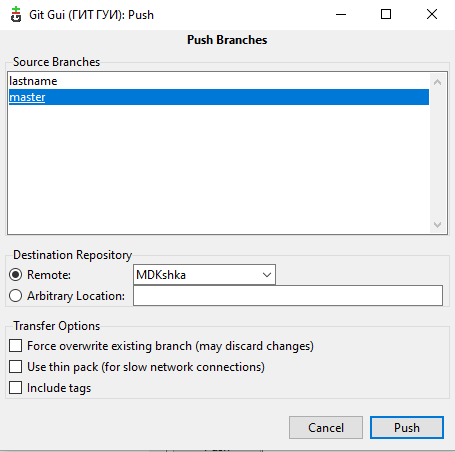 Git Gui (ГИТ ГУИ): Push
Push Branches
Source Branches
lastname
master
Destination Repository
Remote:
MDKshka
Arbitrary Location:
Transfer Options
Force overwrite existing branch (may discard changes)
Use thin pack (for slow network connections)
Include tags
Cancel
Push